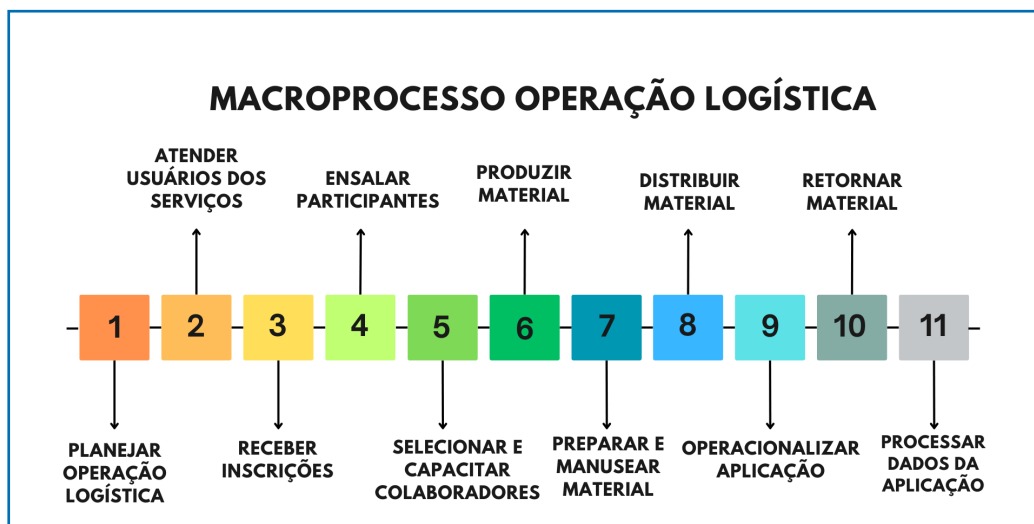 MACROPROCESSO OPERAÇÃO LOGÍSTICA
ATENDER
USUÁRIOS DOS
SERVIÇOS
ENSALAR
PARTICIPANTES
PRODUZIR
MATERIAL
DISTRIBUIR
MATERIAL
RETORNAR
MATERIAL
1 2 3 4 5 6 7 8 9 10 11
PLANEJAR
OPERAÇÃO
LOGÍSTICA
RECEBER
INSCRIÇÕES
SELECIONAR E
CAPACITAR
COLABORADORES
PREPARAR E
MANUSEAR
MATERIAL
OPERACIONALIZAR
APLICAÇÃO
PROCESSAR
DADOS DA
APLICAÇÃO